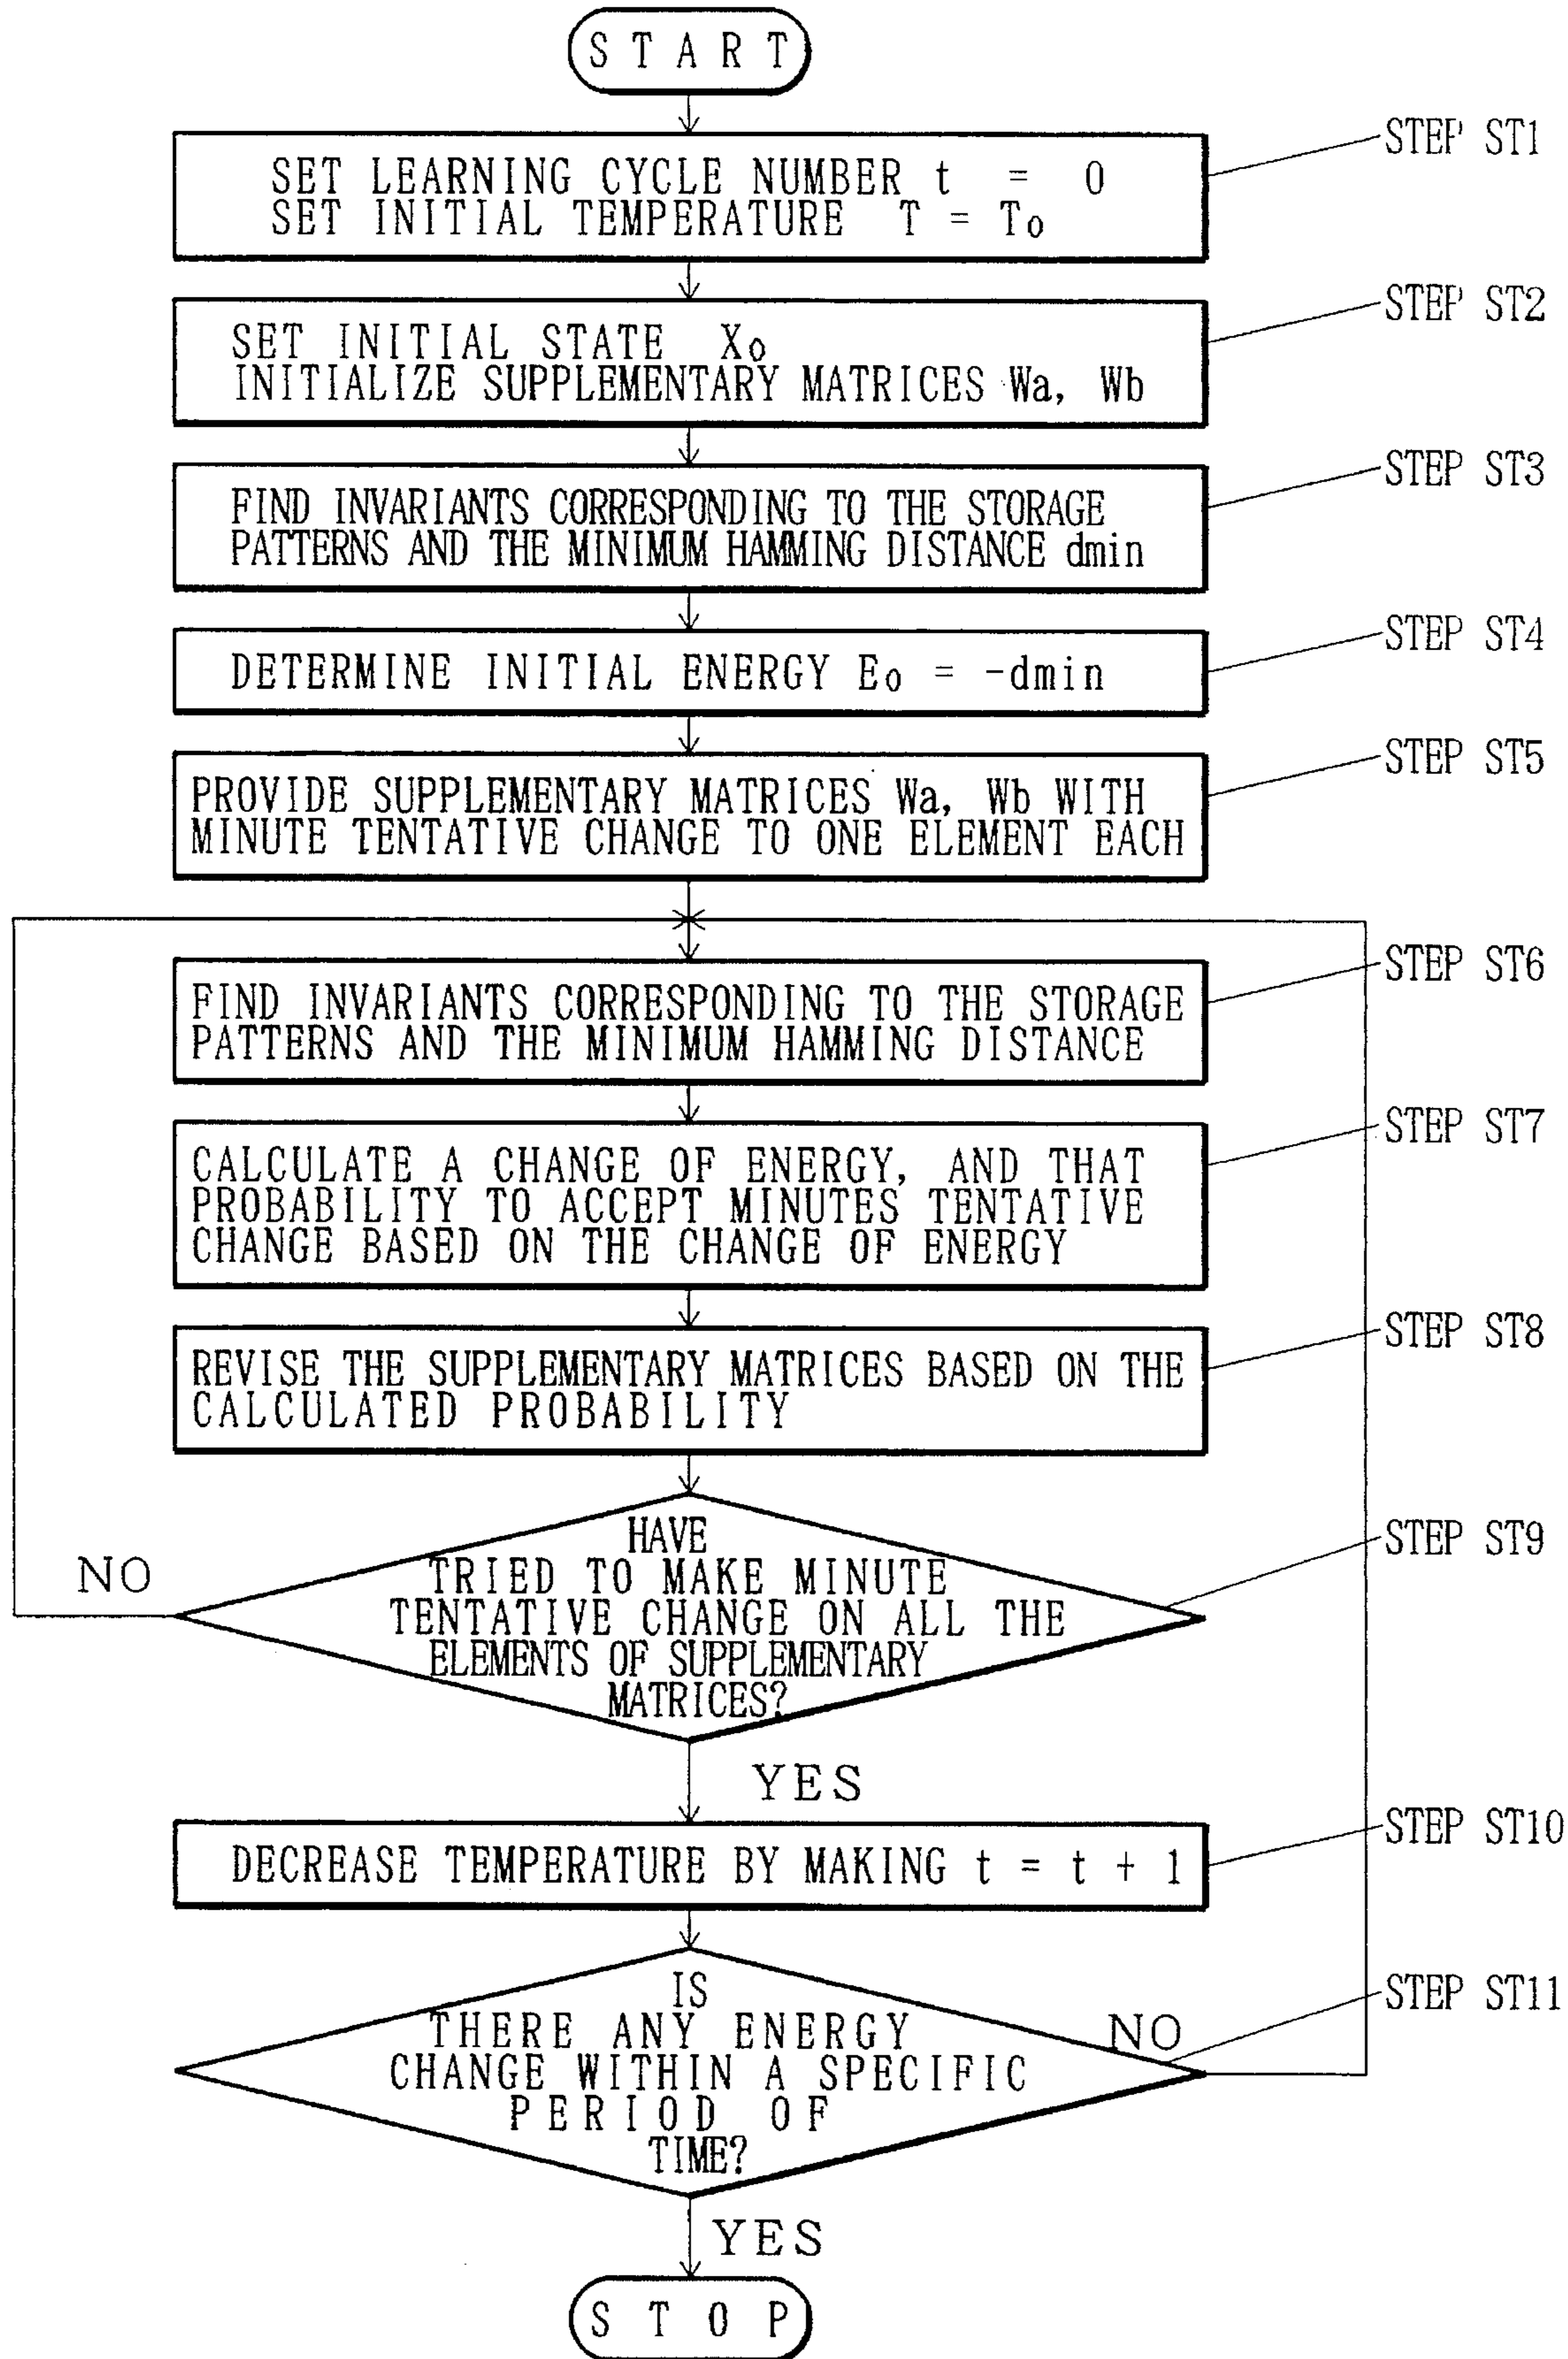 START
STEP ST1
SET LEARNING CYCLE NUMBER t = 0
SET INITIAL TEMPERATURE T = To
STEP ST2
SET INITIAL STATE Xo
INITIALIZE SUPPLEMENTARY MATRICES Wa, Wb
STEP ST3
FIND INVARIANTS CORRESPONDING TO THE STORAGE
PATTERNS AND THE MINIMUM HAMMING DISTANCE dmin
STEP ST4
DETERMINE INITIAL ENERGY Eo = -dmin
STEP ST5
PROVIDE SUPPLEMENTARY MATRICES Wa, Wb WITH
MINUTE TENTATIVE CHANGE TO ONE ELEMENT EACH
STEP ST6
FIND INVARIANTS CORRESPONDING TO THE STORAGE
PATTERNS AND THE MINIMUM HAMMING DISTANCE
STEP ST7
CALCULATE A CHANGE OF ENERGY, AND THAT
PROBABILITY TO ACCEPT MINUTES TENTATIVE
CHANGE BASED ON THE CHANGE OF ENERGY
STEP ST8
REVISE THE SUPPLEMENTARY MATRICES BASED ON THE
CALCULATED PROBABILITY
STEP ST9
HAVE
TRIED TO MAKE MINUTE
TENTATIVE CHANGE ON ALL THE
ELEMENTS OF SUPPLEMENTARY
MATRICES?
NO
YES
STEP ST10
DECREASE TEMPERATURE BY MAKING t = t + 1
STEP ST11
IS
THERE ANY ENERGY
CHANGE WITHIN A SPECIFIC
PERIOD OF
TIME?
NO
YES
STOP